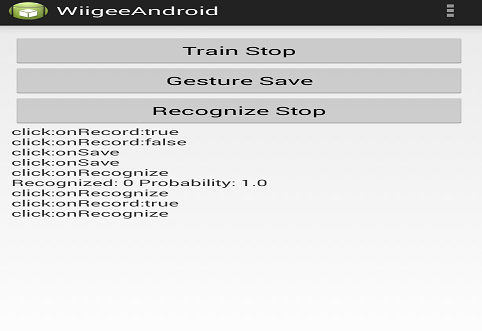 WiigeeAndroid
Train Stop
Gesture Save
Recognize Stop
click:onRecord:true
click:onRecord:false
click:onSave
click:onSave
click:onRecognize
Recognized: 0 Probability: 1.0
click:onRecognize
click:onRecord:true
click:onRecognize